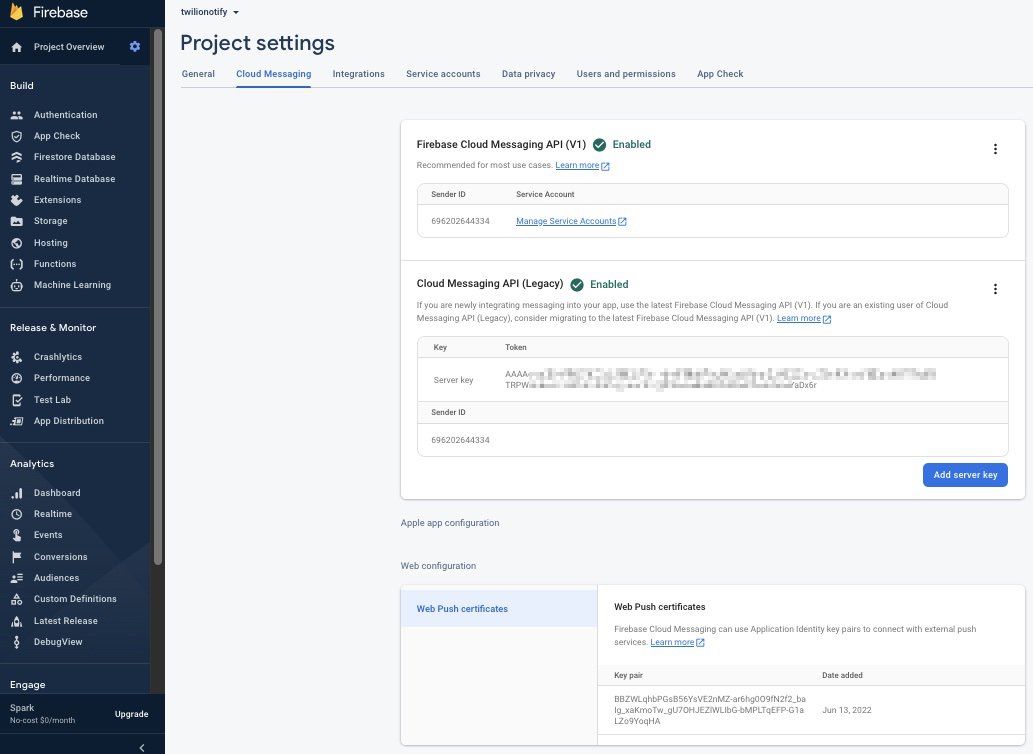 Firebase
Project Overview
Build
Authentication
App Check
Firestore Database
Realtime Database
Extensions
Storage
Hosting
Functions
Machine Learning
Release & Monitor
Crashlytics
Performance
Test Lab
App Distribution
Analytics
Dashboard
Realtime
Events
Conversions
Audiences
Custom Definitions
Latest Release
DebugView
Engage
Spark
No-cost $0/month
Upgrade
twilionotify
Project settings
General Cloud Messaging Integrations Service accounts Data privacy Users and permissions App Check
Firebase Cloud Messaging API (V1) Enabled
Recommended for most use cases. Learn more
Sender ID Service Account
696202644334 Manage Service Accounts
Cloud Messaging API (Legacy) Enabled
If you are newly integrating messaging into your app, use the latest Firebase Cloud Messaging API (V1). If you are an existing user of Cloud
Messaging API (Legacy), consider migrating to the latest Firebase Cloud Messaging API (V1). Learn more
Key Token
Server key
AAAA
TRPW YaDx6r
Sender ID
696202644334
Add server key
Apple app configuration
Web configuration
Web Push certificates
Web Push certificates
Firebase Cloud Messaging can use Application Identity key pairs to connect with external push
services. Learn more
Key pair Date added
BBZWLqhbPGsB56YsVE2nMZ-ar6hg0O9fN2f2_ba
Ig_xaKmoTw_gU7OHJEZIWLIbG-bMPLTqEFP-G1a
LZo9YoqHA
Jun 13, 2022